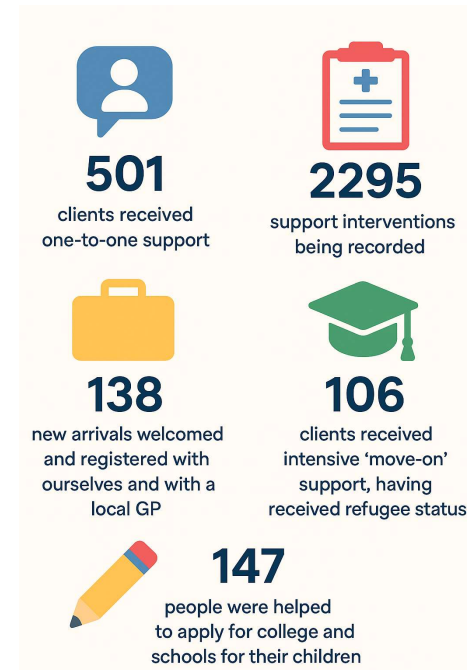 501
clients received
one-to-one support
2295
support interventions
being recorded
138
new arrivals welcomed
and registered with
ourselves and with a
local GP
106
clients received
intensive ‘move-on’
support, having
received refugee status
147
people were helped
to apply for college and
schools for their children